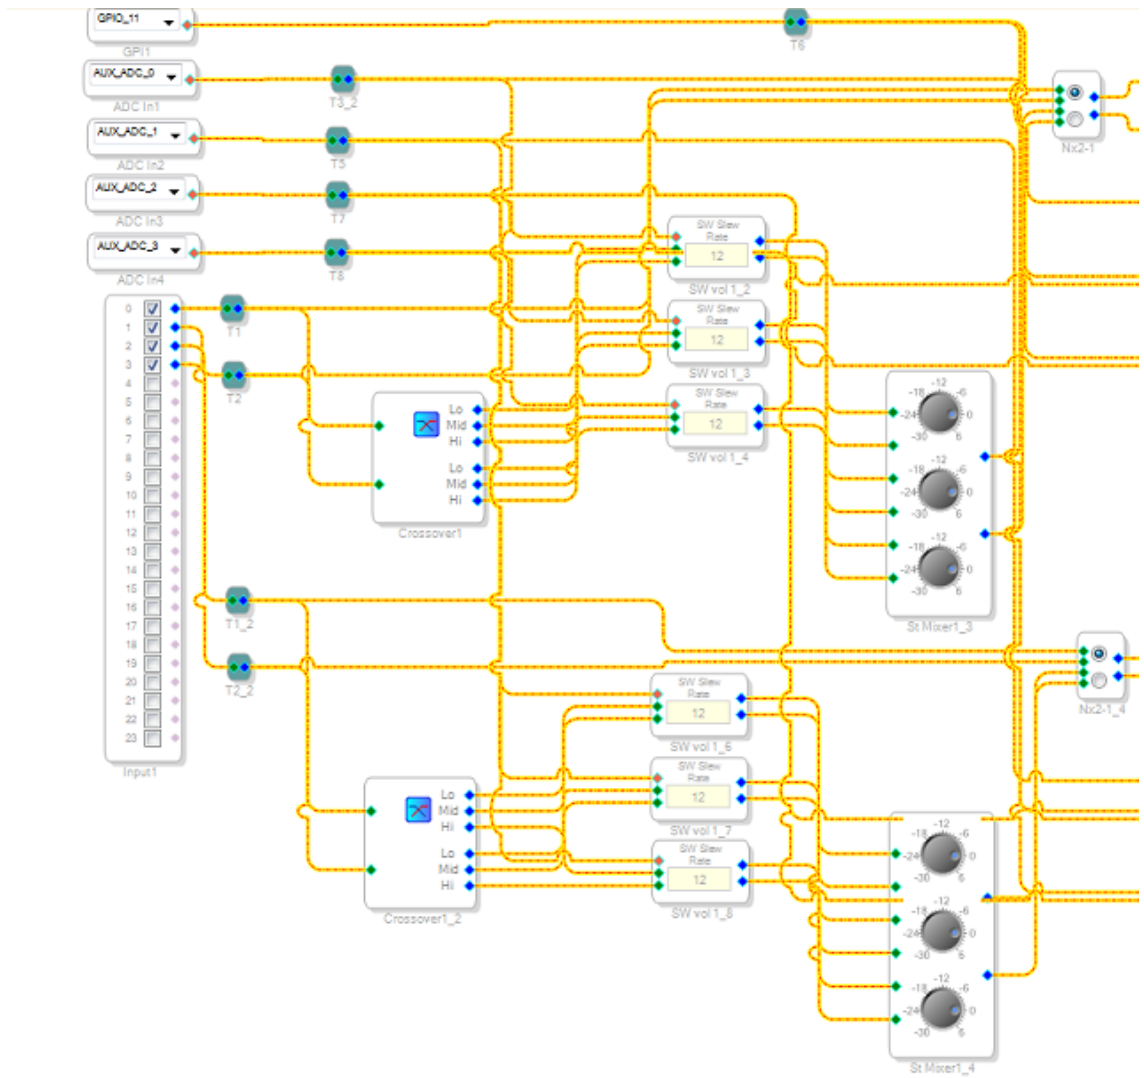 GPIO_11
GPI1
T6
AUX_ADC_0
ADC In1
T3_2
Nx2-1
AUX_ADC_1
ADC In2
T5
AUX_ADC_2
ADC In3
T7
AUX_ADC_3
ADC In4
T8
SW Slew
Rate
12
SW vol 1_2
SW Slew
Rate
12
SW vol 1_3
SW Slew
Rate
12
SW vol 1_4
0
1
2
3
4
5
6
7
8
9
10
11
12
13
14
15
16
17
18
19
20
21
22
23
Input1
T1
T2
Lo
Mid
Hi
Lo
Mid
Hi
Crossover1
-12
-18 -6
-24 0
-30 6
-12
-18 -6
-24 0
-30 6
-12
-18 -6
-24 0
-30 6
St Mixer1_3
T1_2
T2_2
Nx2-1_4
SW Slew
Rate
12
SW vol 1_6
SW Slew
Rate
12
SW vol 1_7
SW Slew
Rate
12
SW vol 1_8
Lo
Mid
Hi
Lo
Mid
Hi
Crossover1_2
-12
-18 -6
-24 0
-30 6
-12
-18 -6
-24 0
-30 6
-12
-18 -6
-24 0
-30 6
St Mixer1_4